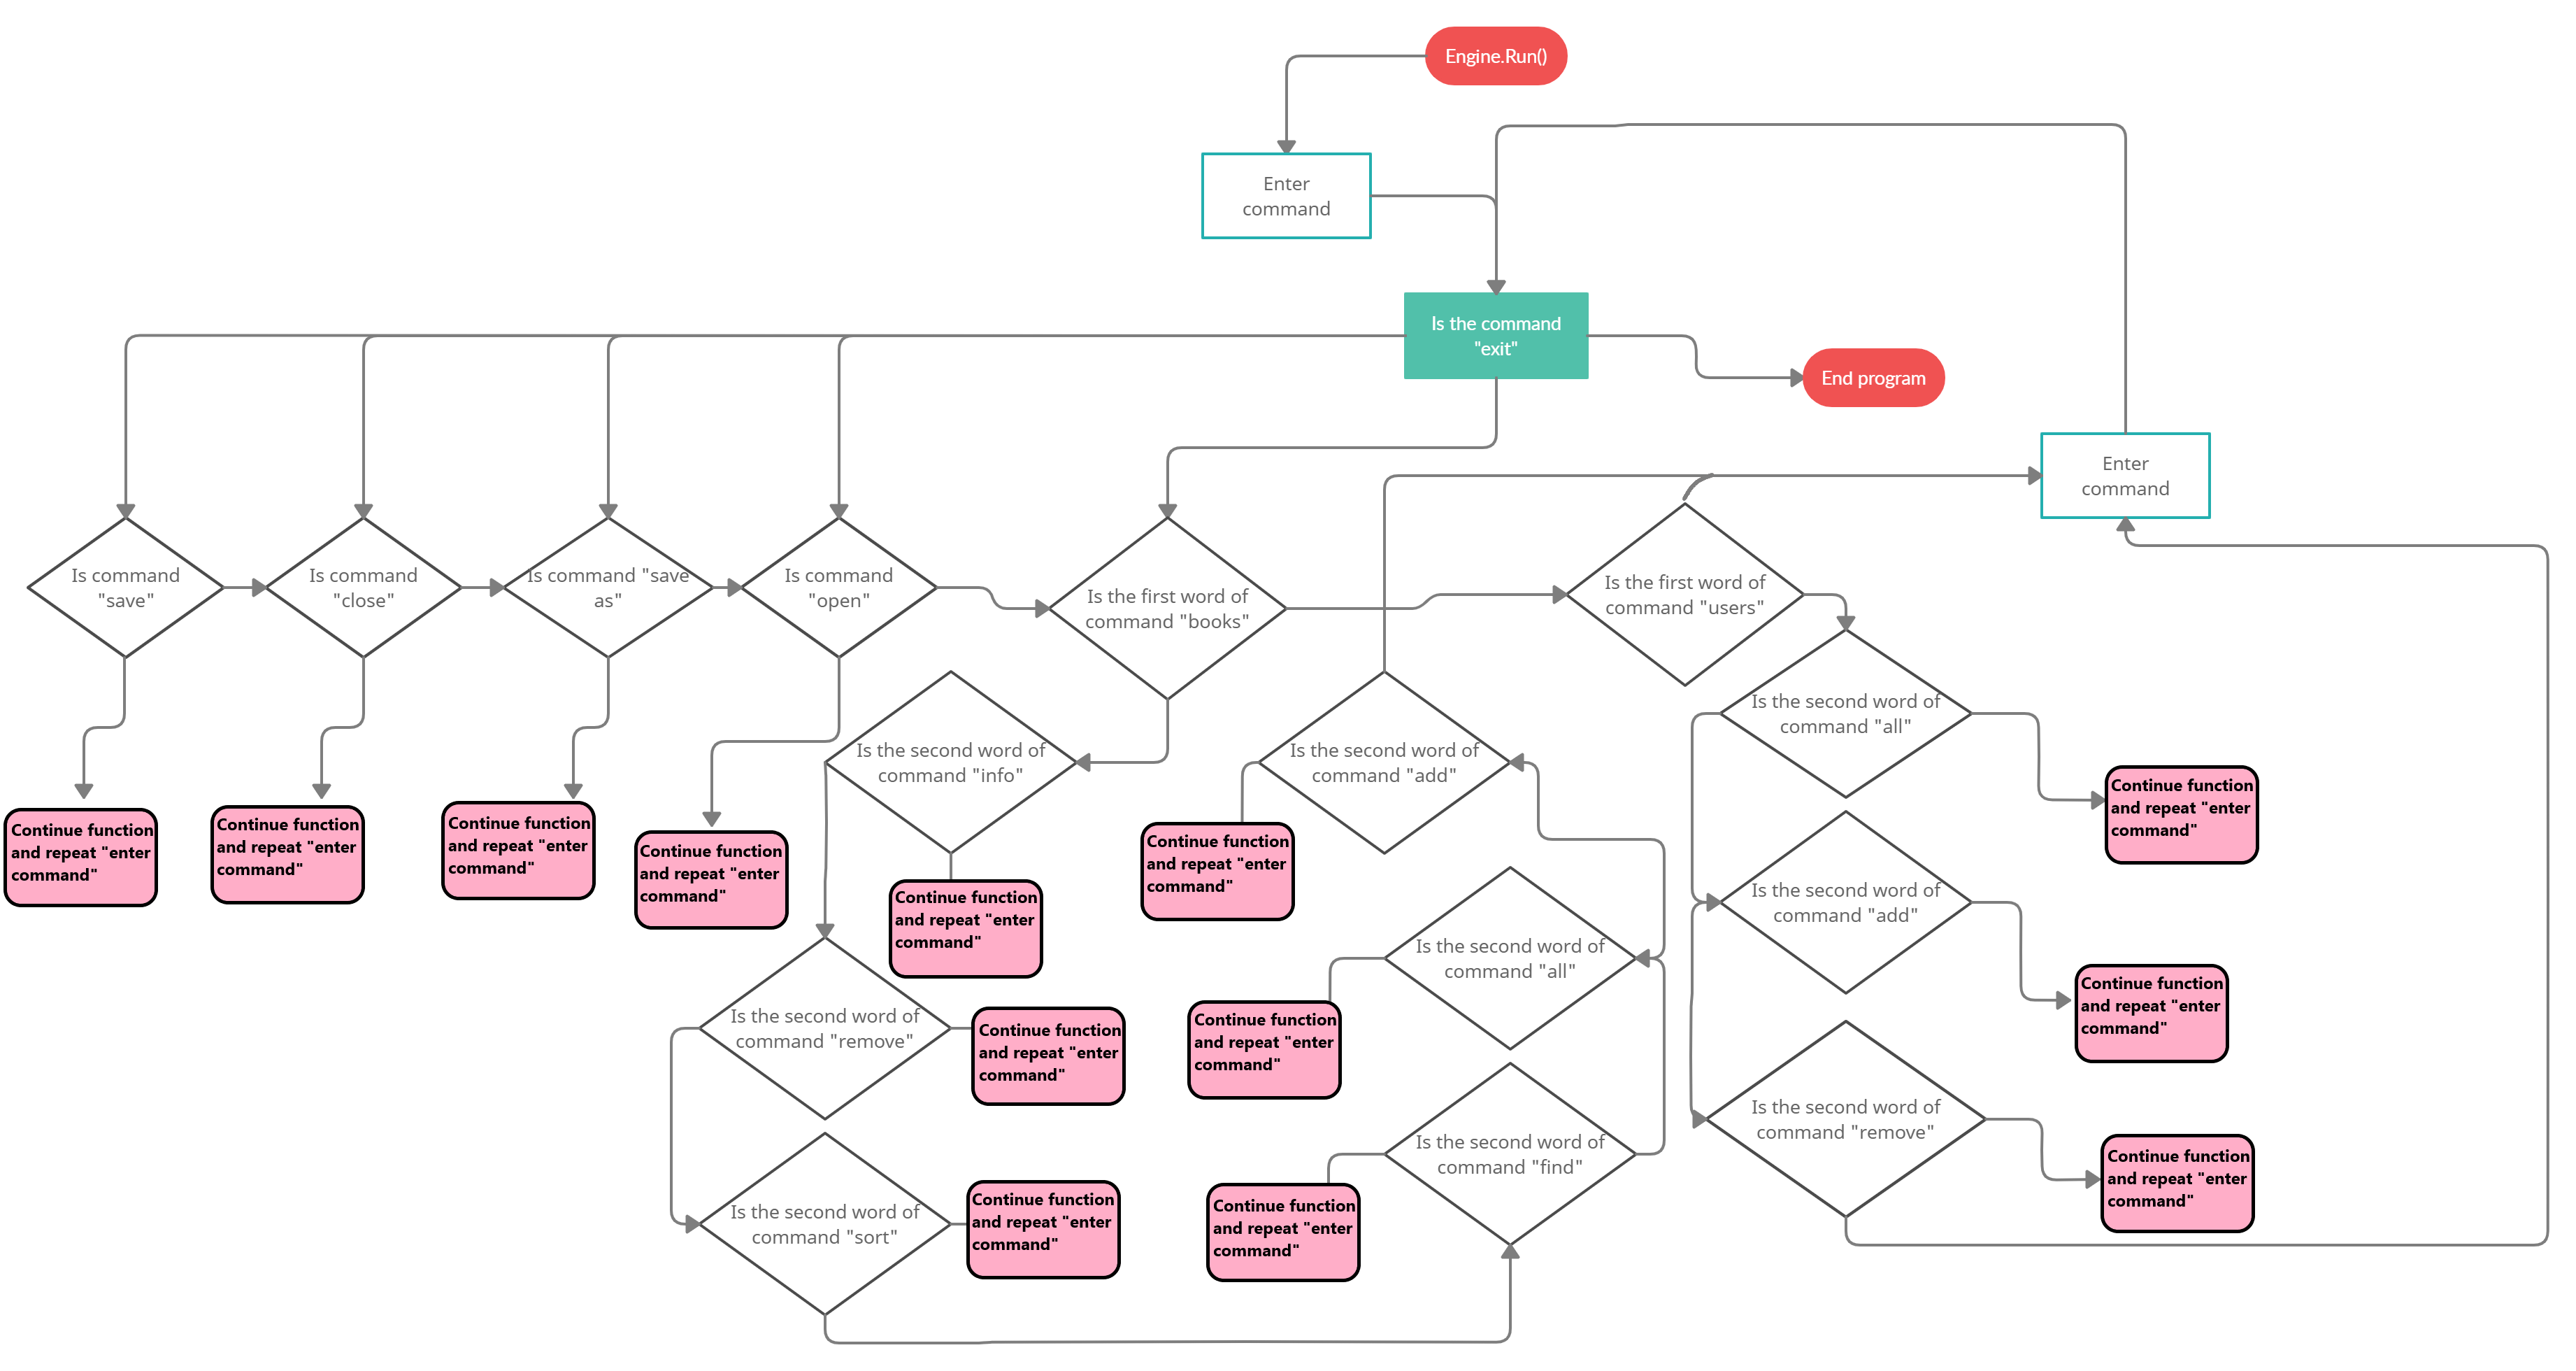 Engine.Run()
Enter
command
Is the command
"exit"
End program
Enter
command
Is command
"save"
Is command
"close"
Is command "save
as"
Is command
"open"
Is the first word of
command "books"
Is the first word of
command "users"
Is the second word of
command "all"
Is the second word of
command "info"
Is the second word of
command "add"
Continue function
and repeat "enter
command"
Continue function
and repeat "enter
command"
Continue function
and repeat "enter
command"
Continue function
and repeat "enter
command"
Continue function
and repeat "enter
command"
Continue function
and repeat "enter
command"
Continue function
and repeat "enter
command"
Is the second word of
command "add"
Is the second word of
command "all"
Continue function
and repeat "enter
command"
Is the second word of
command "remove"
Continue function
and repeat "enter
command"
Continue function
and repeat "enter
command"
Is the second word of
command "remove"
Is the second word of
command "find"
Continue function
and repeat "enter
command"
Is the second word of
command "sort"
Continue function
and repeat "enter
command"
Continue function
and repeat "enter
command"